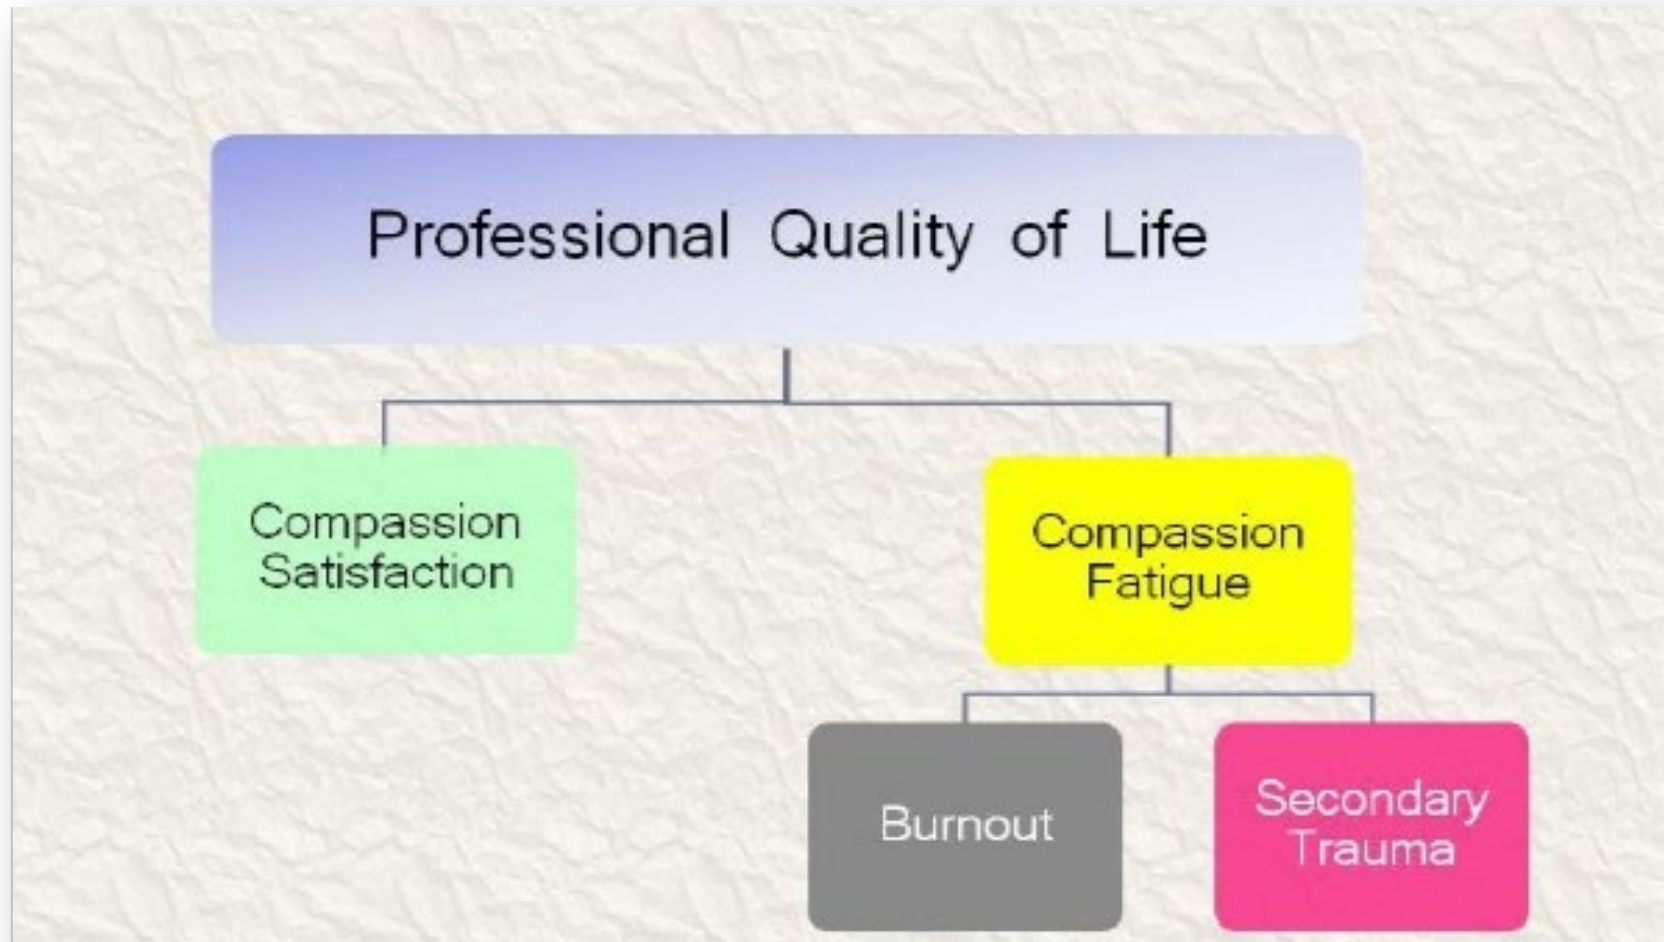 Professional Quality of Life
Compassion
Satisfaction
Compassion
Fatigue
Burnout
Secondary
Trauma